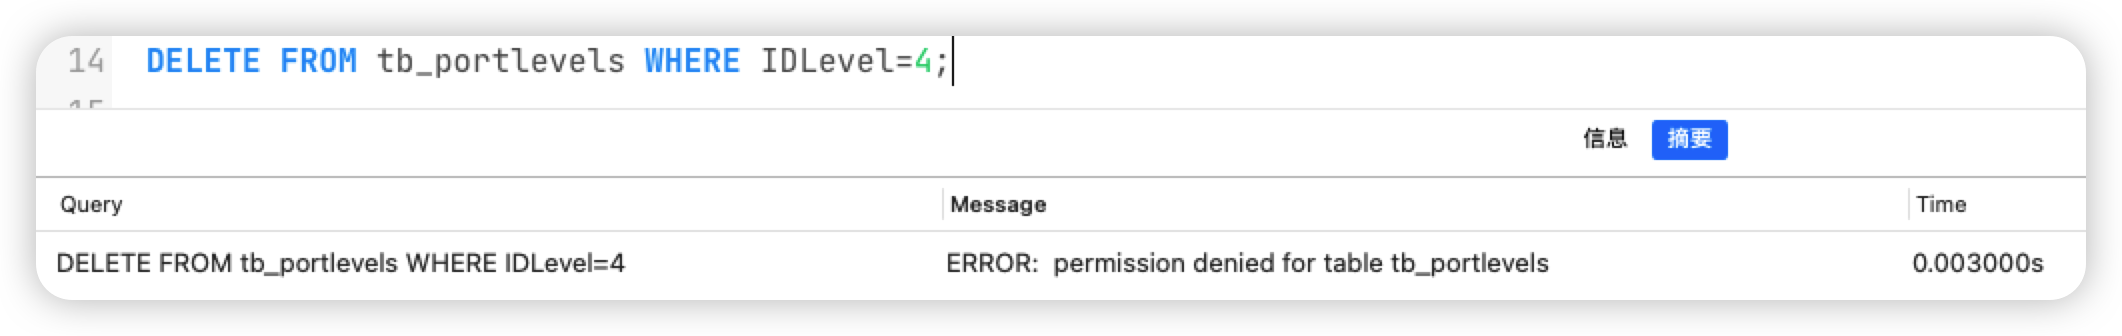 14 DELETE FROM tb_portlevels WHERE IDLevel=4;
15
信息 摘要
Query Message Time
DELETE FROM tb_portlevels WHERE IDLevel=4 ERROR: permission denied for table tb_portlevels 0.003000s